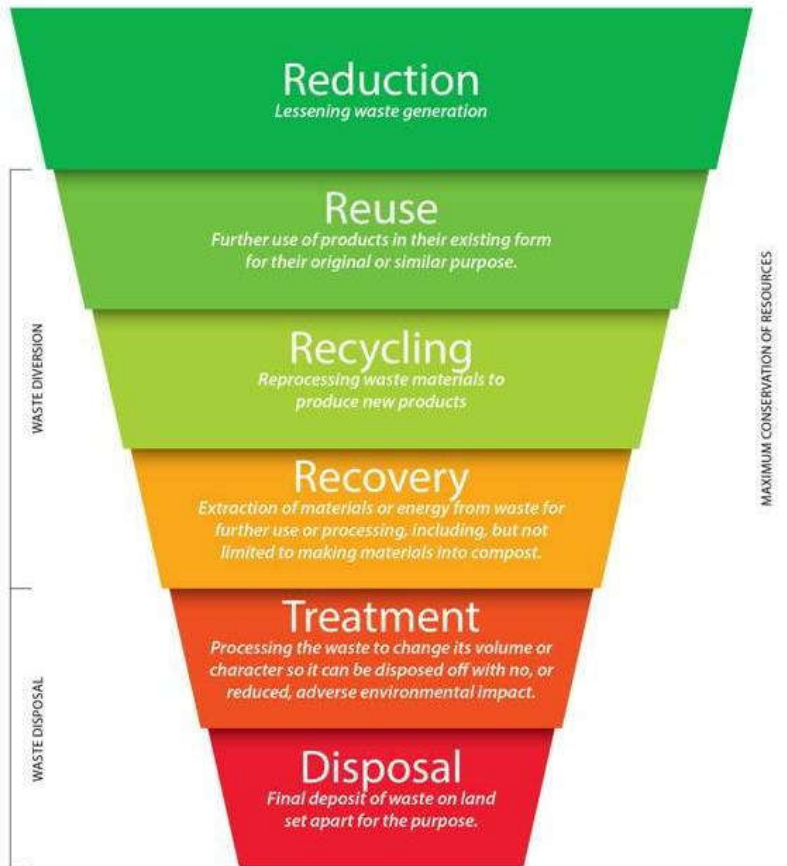 Reduction
Lessening waste generation
Reuse
Further use of products in their existing form
for their original or similar purpose.
Recycling
Reprocessing waste materials to
produce new products
Recovery
Extraction of materials or energy from waste for
further use or processing, including, but not
limited to making materials into compost.
Treatment
Processing the waste to change its volume or
character so it can be disposed off with no, or
reduced, adverse environmental impact.
Disposal
Final deposit of waste on land
set apart for the purpose.
WASTE DIVERSION
WASTE DISPOSAL
MAXIMUM CONSERVATION OF RESOURCES